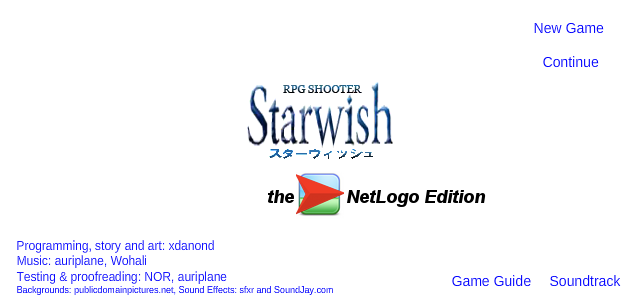 New Game
Continue
RPG SHOOTER
Starwish
スターウィッシュ
the NetLogo Edition
Programming, story and art: xdanond
Music: auriplane, Wohali
Testing & proofreading: NOR, auriplane
Backgrounds: publicdomainpictures.net, Sound Effects: sfxr and SoundJay.com
Game Guide Soundtrack